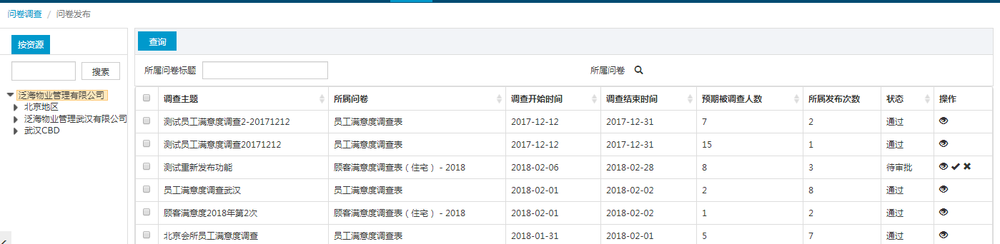 问卷调查 / 问卷发布
按资源
搜索
泛海物业管理有限公司
北京地区
泛海物业管理武汉有限公司
武汉CBD
查询
所属问卷标题 所属问卷
调查主题 所属问卷 调查开始时间 调查结束时间 预期被调查人数 所属发布次数 状态 操作
测试员工满意度调查2-20171212 员工满意度调查表 2017-12-12 2017-12-31 7 2 通过
测试员工满意度调查20171212 员工满意度调查表 2017-12-12 2017-12-31 15 1 通过
测试重新发布功能 顾客满意度调查表（住宅）- 2018 2018-02-06 2018-02-28 8 3 待审批
员工满意度调查武汉 员工满意度调查表 2018-02-01 2018-02-02 2 8 通过
顾客满意度2018年第2次 顾客满意度调查表（住宅）- 2018 2018-02-01 2018-02-02 1 2 通过
北京会所员工满意度调查 员工满意度调查表 2018-01-31 2018-02-01 5 7 通过